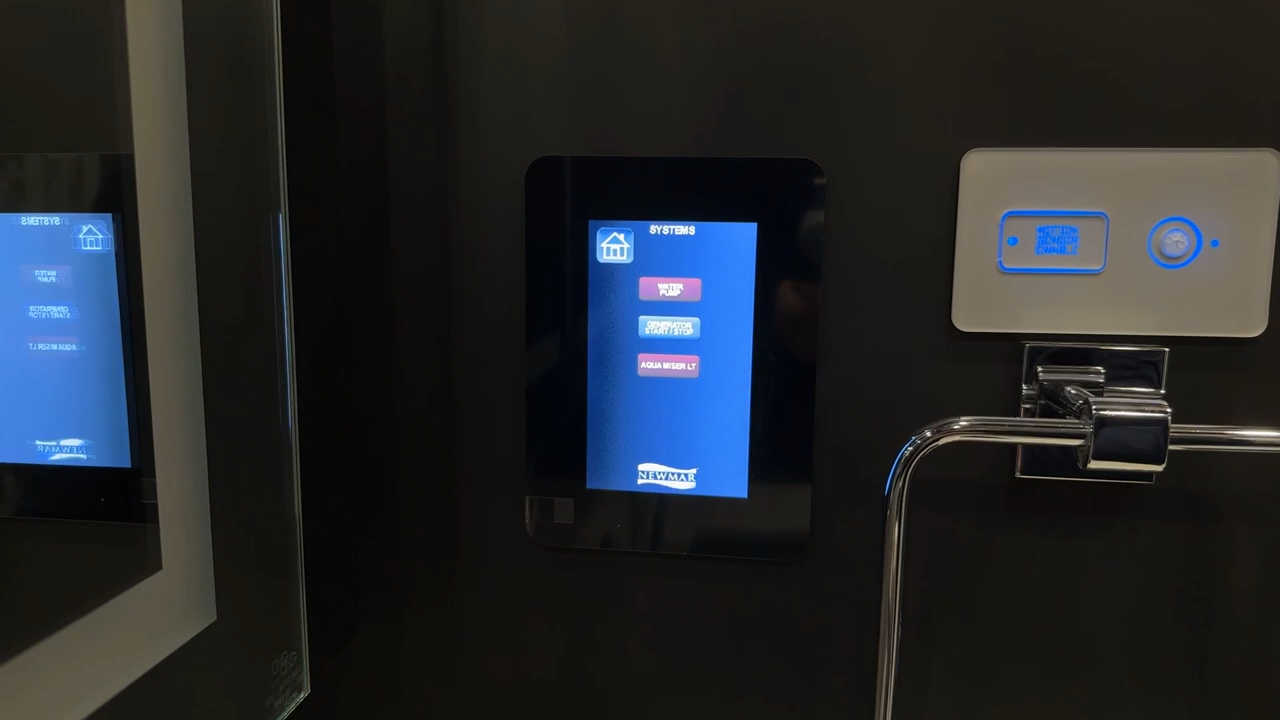 SYSTEMS
WATER
PUMP
GENERATOR
START / STOP
AQUA MISER LT
NEWMAR